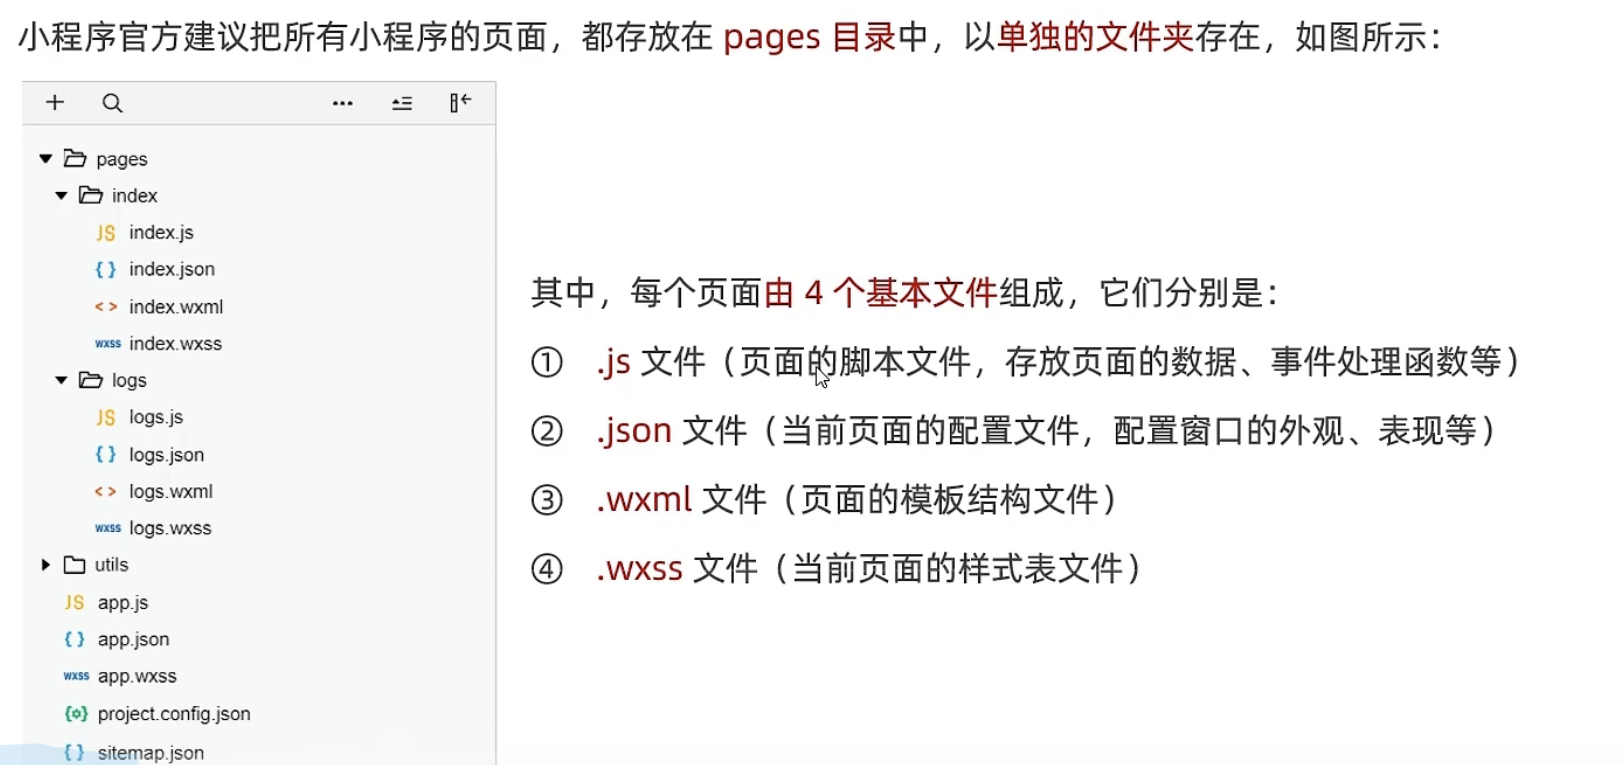 小程序官方建议把所有小程序的页面，都存放在 pages 目录中，以单独的文件夹存在，如图所示：
pages
index
JS index.js
{ } index.json
< > index.wxml
wxss index.wxss
logs
JS logs.js
{ } logs.json
< > logs.wxml
wxss logs.wxss
utils
JS app.js
{ } app.json
wxss app.wxss
project.config.json
{ } sitemap.json
其中，每个页面由 4 个基本文件组成，它们分别是：
① .js 文件（页面的脚本文件，存放页面的数据、事件处理函数等）
② .json 文件（当前页面的配置文件，配置窗口的外观、表现等）
③ .wxml 文件（页面的模板结构文件）
④ .wxss 文件（当前页面的样式表文件）